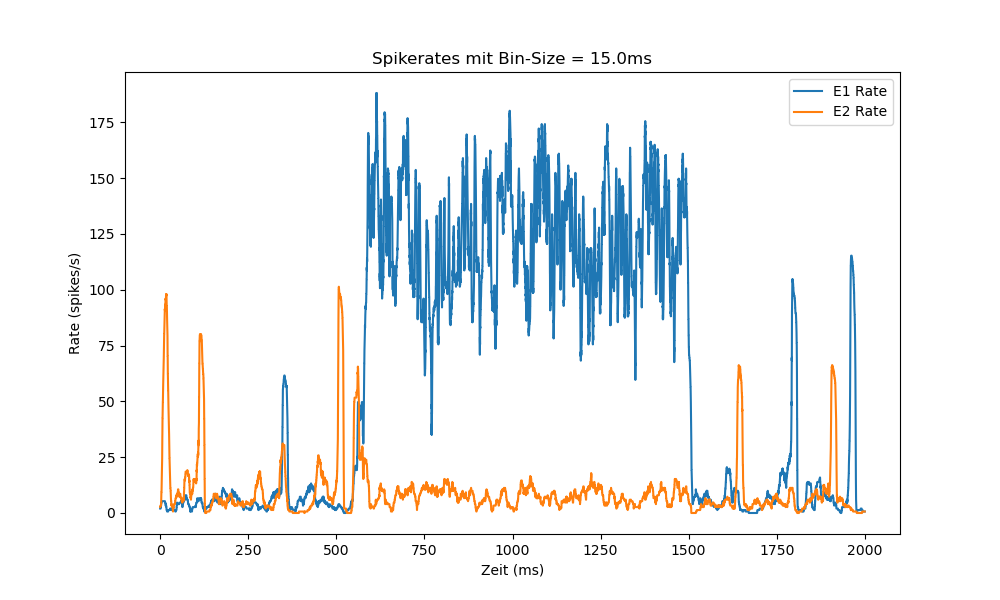 Spikerates mit Bin-Size = 15.0ms
E1 Rate
E2 Rate
Rate (spikes/s)
175
150
125
100
75
50
25
0
0 250 500 750 1000 1250 1500 1750 2000
Zeit (ms)